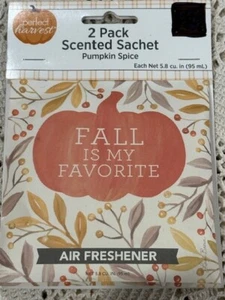 perfect
harvest
2 Pack
Scented Sachet
Pumpkin Spice
Each Net 5.8 cu. in (95 mL)
FALL
IS MY
FAVORITE
AIR FRESHENER